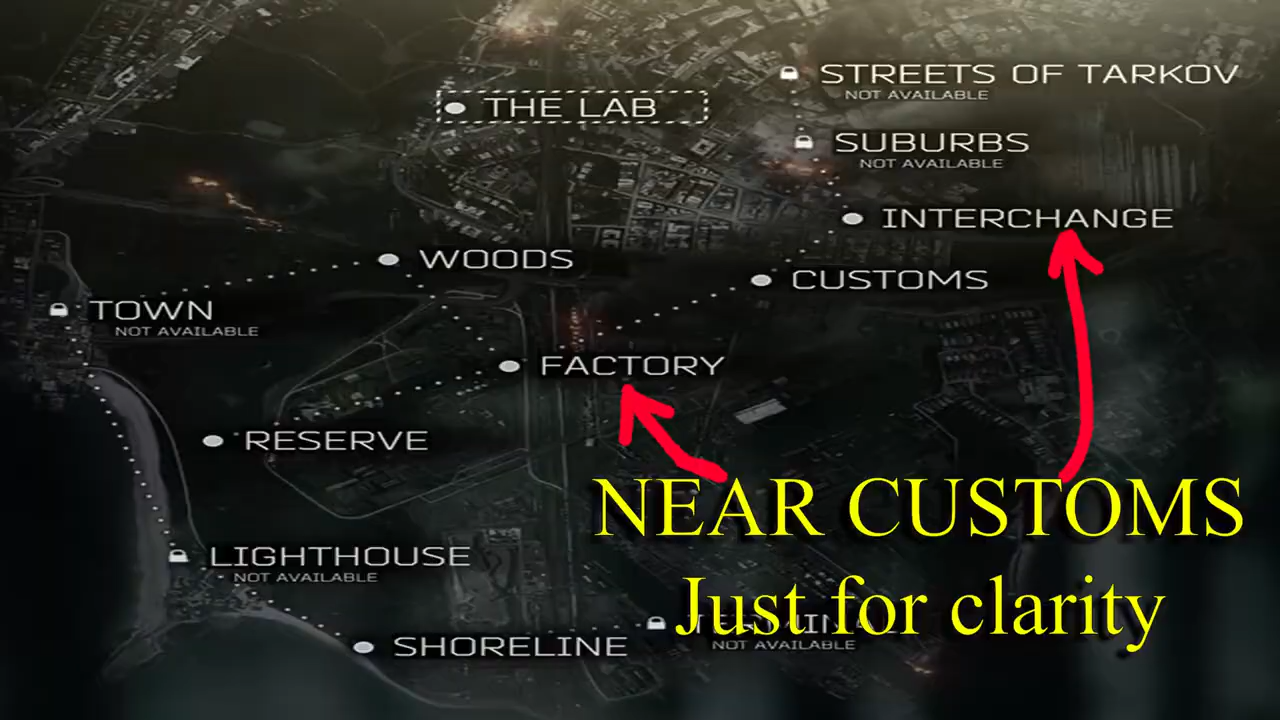 STREETS OF TARKOV
NOT AVAILABLE
THE LAB
SUBURBS
NOT AVAILABLE
INTERCHANGE
WOODS
CUSTOMS
TOWN
NOT AVAILABLE
FACTORY
RESERVE
NEAR CUSTOMS
LIGHTHOUSE
NOT AVAILABLE
Just for clarity
TERMINAL
NOT AVAILABLE
SHORELINE